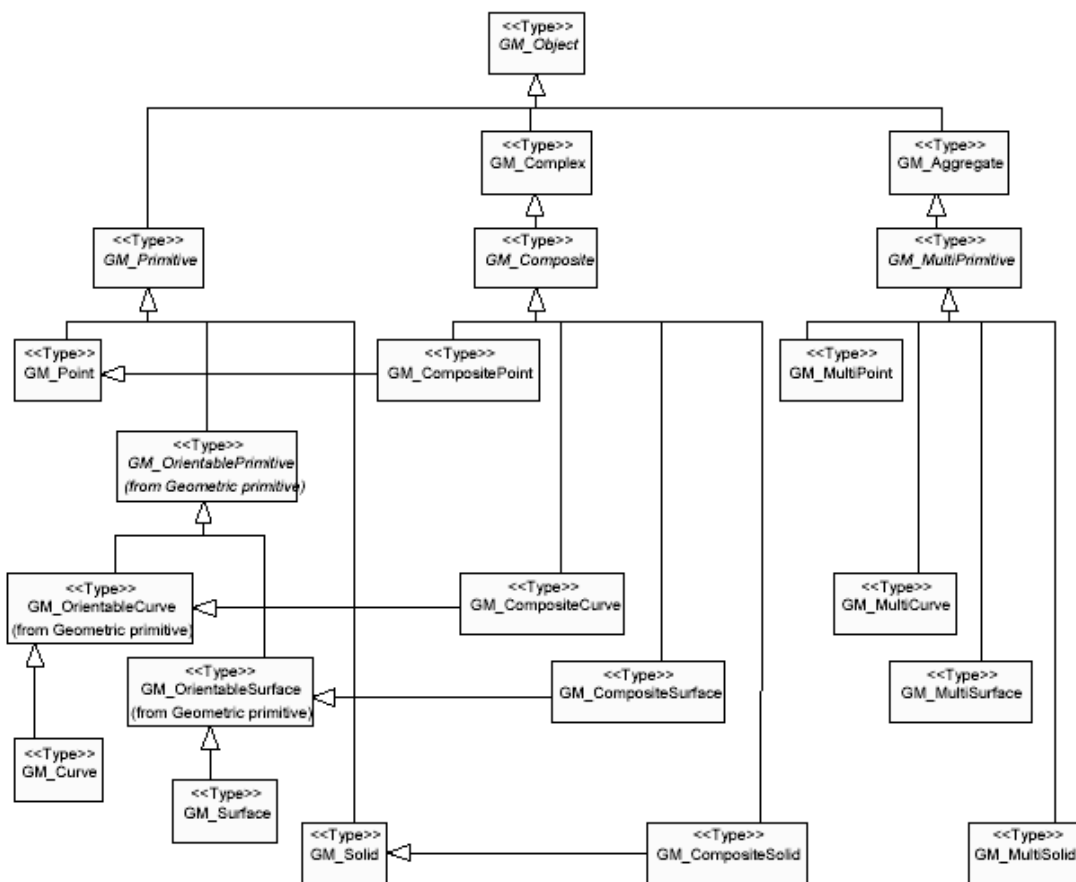 <<Type>>
GM_Object
<<Type>>
GM_Complex
<<Type>>
GM_Aggregate
<<Type>>
GM_Primitive
<<Type>>
GM_Composite
<<Type>>
GM_MultiPrimitive
<<Type>>
GM_Point
<<Type>>
GM_CompositePoint
<<Type>>
GM_MultiPoint
<<Type>>
GM_OrientablePrimitive
(from Geometric primitive)
<<Type>>
GM_OrientableCurve
(from Geometric primitive)
<<Type>>
GM_CompositeCurve
<<Type>>
GM_MultiCurve
<<Type>>
GM_OrientableSurface
(from Geometric primitive)
<<Type>>
GM_CompositeSurface
<<Type>>
GM_MultiSurface
<<Type>>
GM_Curve
<<Type>>
GM_Surface
<<Type>>
GM_Solid
<<Type>>
GM_CompositeSolid
<<Type>>
GM_MultiSolid